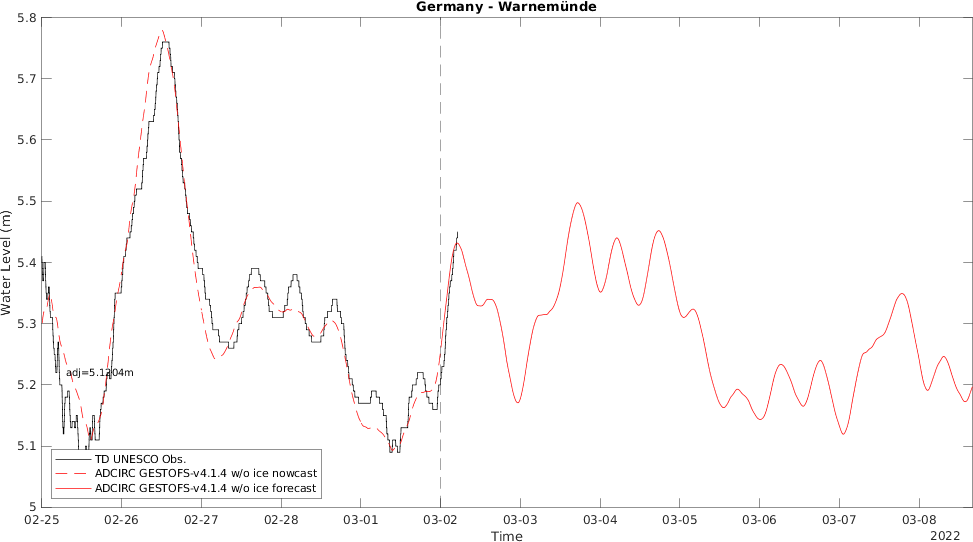 Germany - Warnemünde
Water Level (m)
5.8
5.7
5.6
5.5
5.4
5.3
5.2
5.1
5
adj=5.1204m
TD UNESCO Obs.
ADCIRC GESTOFS-v4.1.4 w/o ice nowcast
ADCIRC GESTOFS-v4.1.4 w/o ice forecast
02-25 02-26 02-27 02-28 03-01 03-02 03-03 03-04 03-05 03-06 03-07 03-08
Time
2022